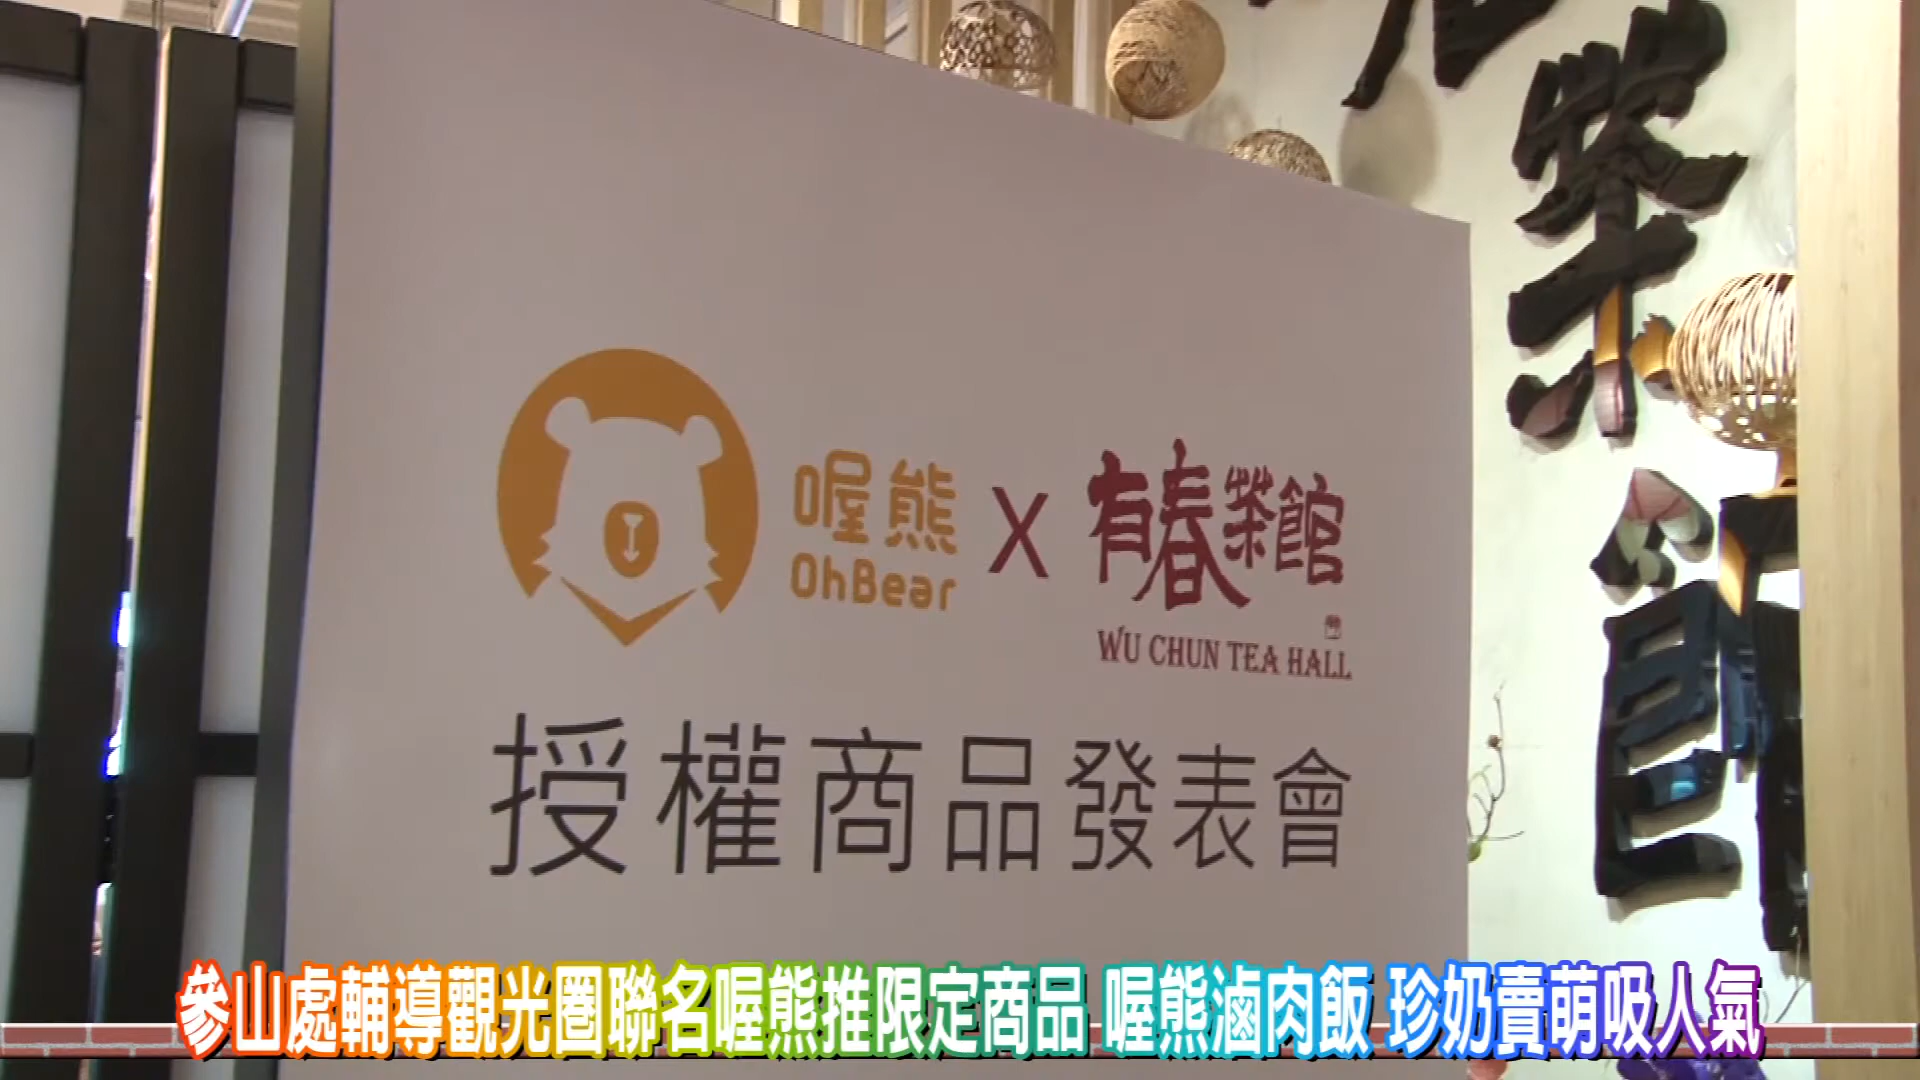 喔熊
OhBear
X
有春茶館
WU CHUN TEA HALL
授權商品發表會
茶館
參山處輔導觀光圈聯名喔熊推限定商品 喔熊滷肉飯 珍奶賣萌吸人氣